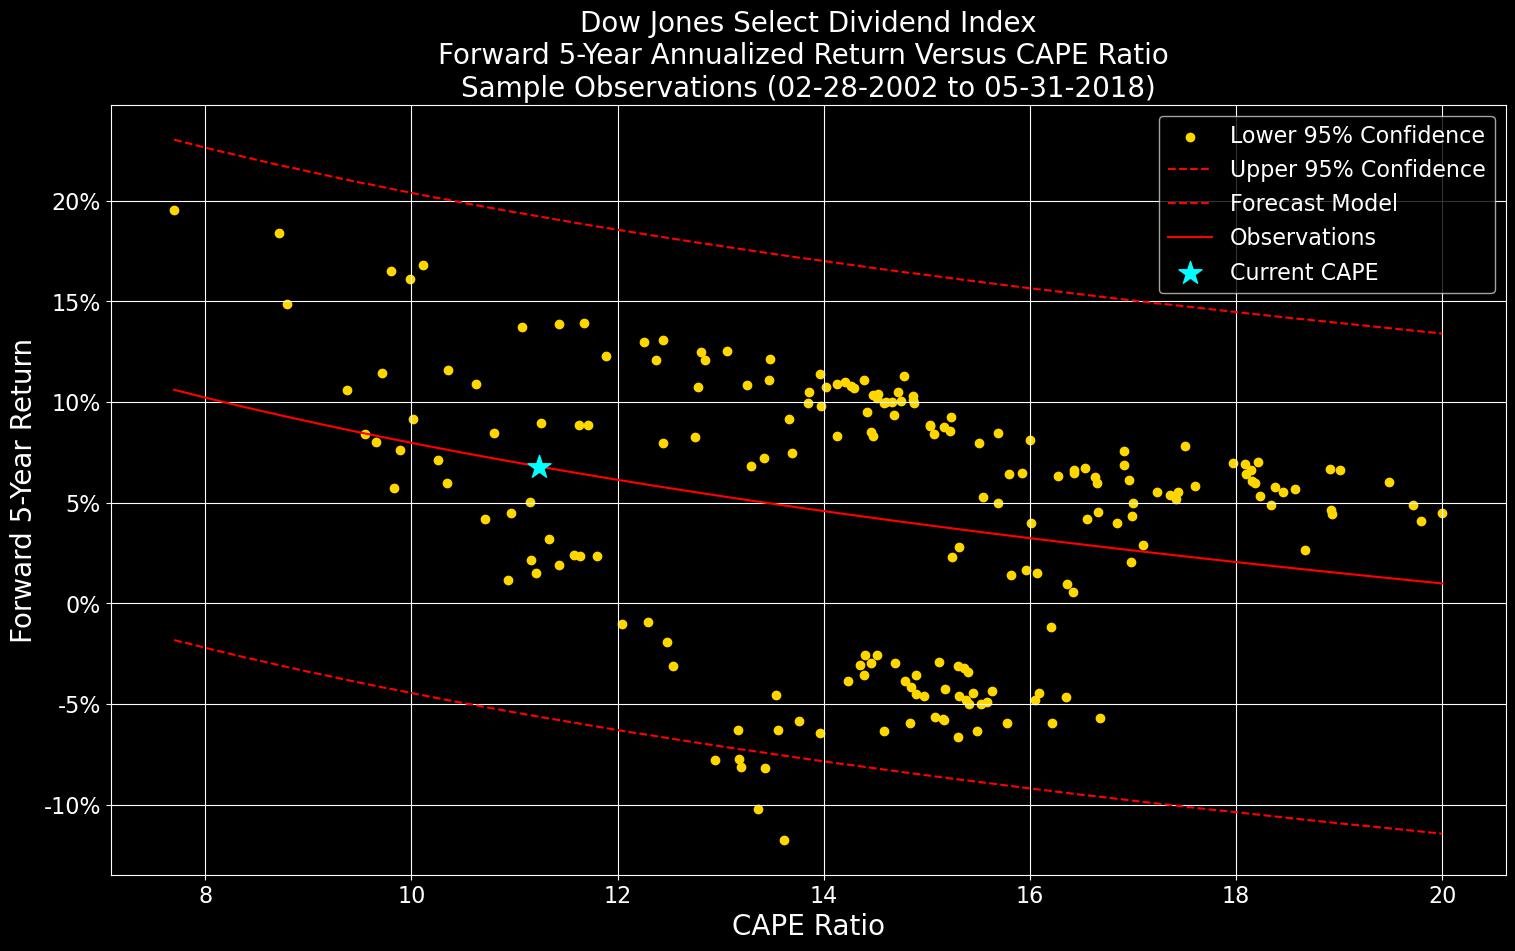 Dow Jones Select Dividend Index
Forward 5-Year Annualized Return Versus CAPE Ratio
Sample Observations (02-28-2002 to 05-31-2018)
Lower 95% Confidence
Upper 95% Confidence
Forecast Model
Observations
Current CAPE
Forward 5-Year Return
20%
15%
10%
5%
0%
-5%
-10%
8 10 12 14 16 18 20
CAPE Ratio